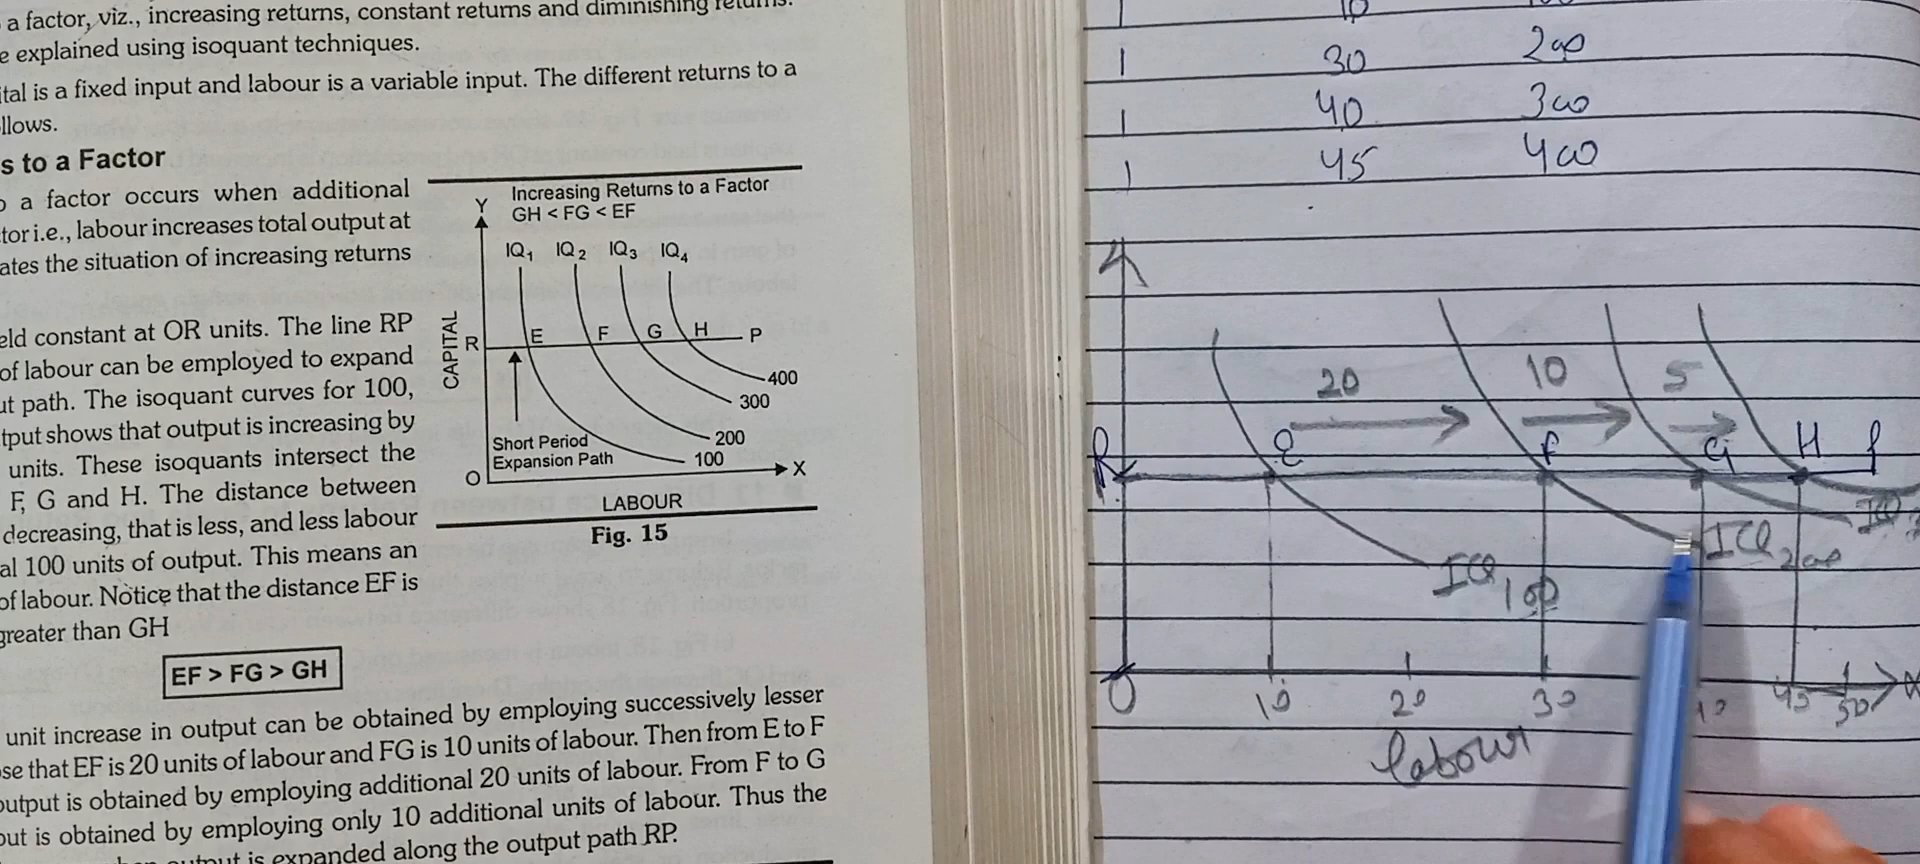 a factor, viz., increasing returns, constant returns and diminishing returns.
e explained using isoquant techniques.
ital is a fixed input and labour is a variable input. The different returns to a
llows.
s to a Factor
o a factor occurs when additional
tor i.e., labour increases total output at
ates the situation of increasing returns
eld constant at OR units. The line RP
of labour can be employed to expand
ut path. The isoquant curves for 100,
tput shows that output is increasing by
units. These isoquants intersect the
F, G and H. The distance between
decreasing, that is less, and less labour
al 100 units of output. This means an
of labour. Notice that the distance EF is
greater than GH
EF > FG > GH
unit increase in output can be obtained by employing successively lesser
ose that EF is 20 units of labour and FG is 10 units of labour. Then from E to F
output is obtained by employing additional 20 units of labour. From F to G
out is obtained by employing only 10 additional units of labour. Thus the
output is expanded along the output path RP.
Increasing Returns to a Factor
GH < FG < EF
Y
IQ1 IQ2 IQ3 IQ4
CAPITAL
R E F G H P
400
300
200
100
Short Period
Expansion Path
O X
LABOUR
Fig. 15
1 10
1 30 200
1 40 300
1 45 400
20 10 5
R E F G H P
IQ 100
IQ 200
O 10 20 30 45 50 X
labour